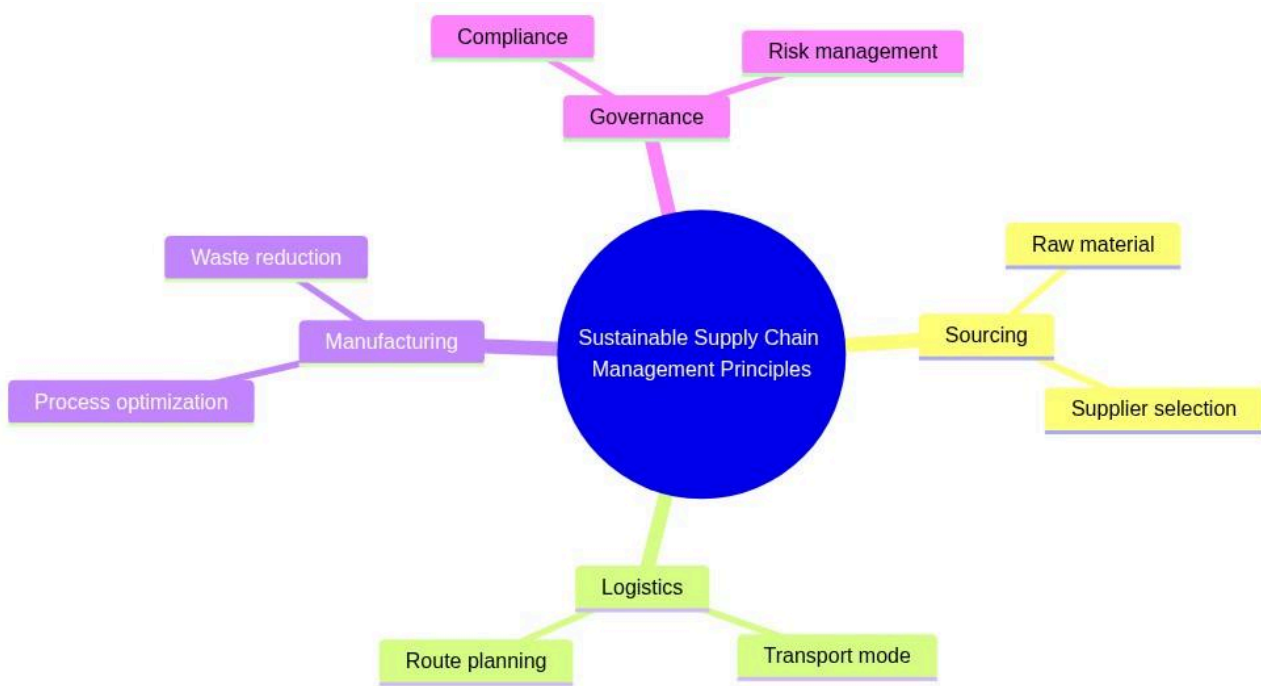 Compliance
Risk management
Governance
Waste reduction
Raw material
Manufacturing
Sourcing
Sustainable Supply Chain
Management Principles
Process optimization
Supplier selection
Logistics
Route planning
Transport mode